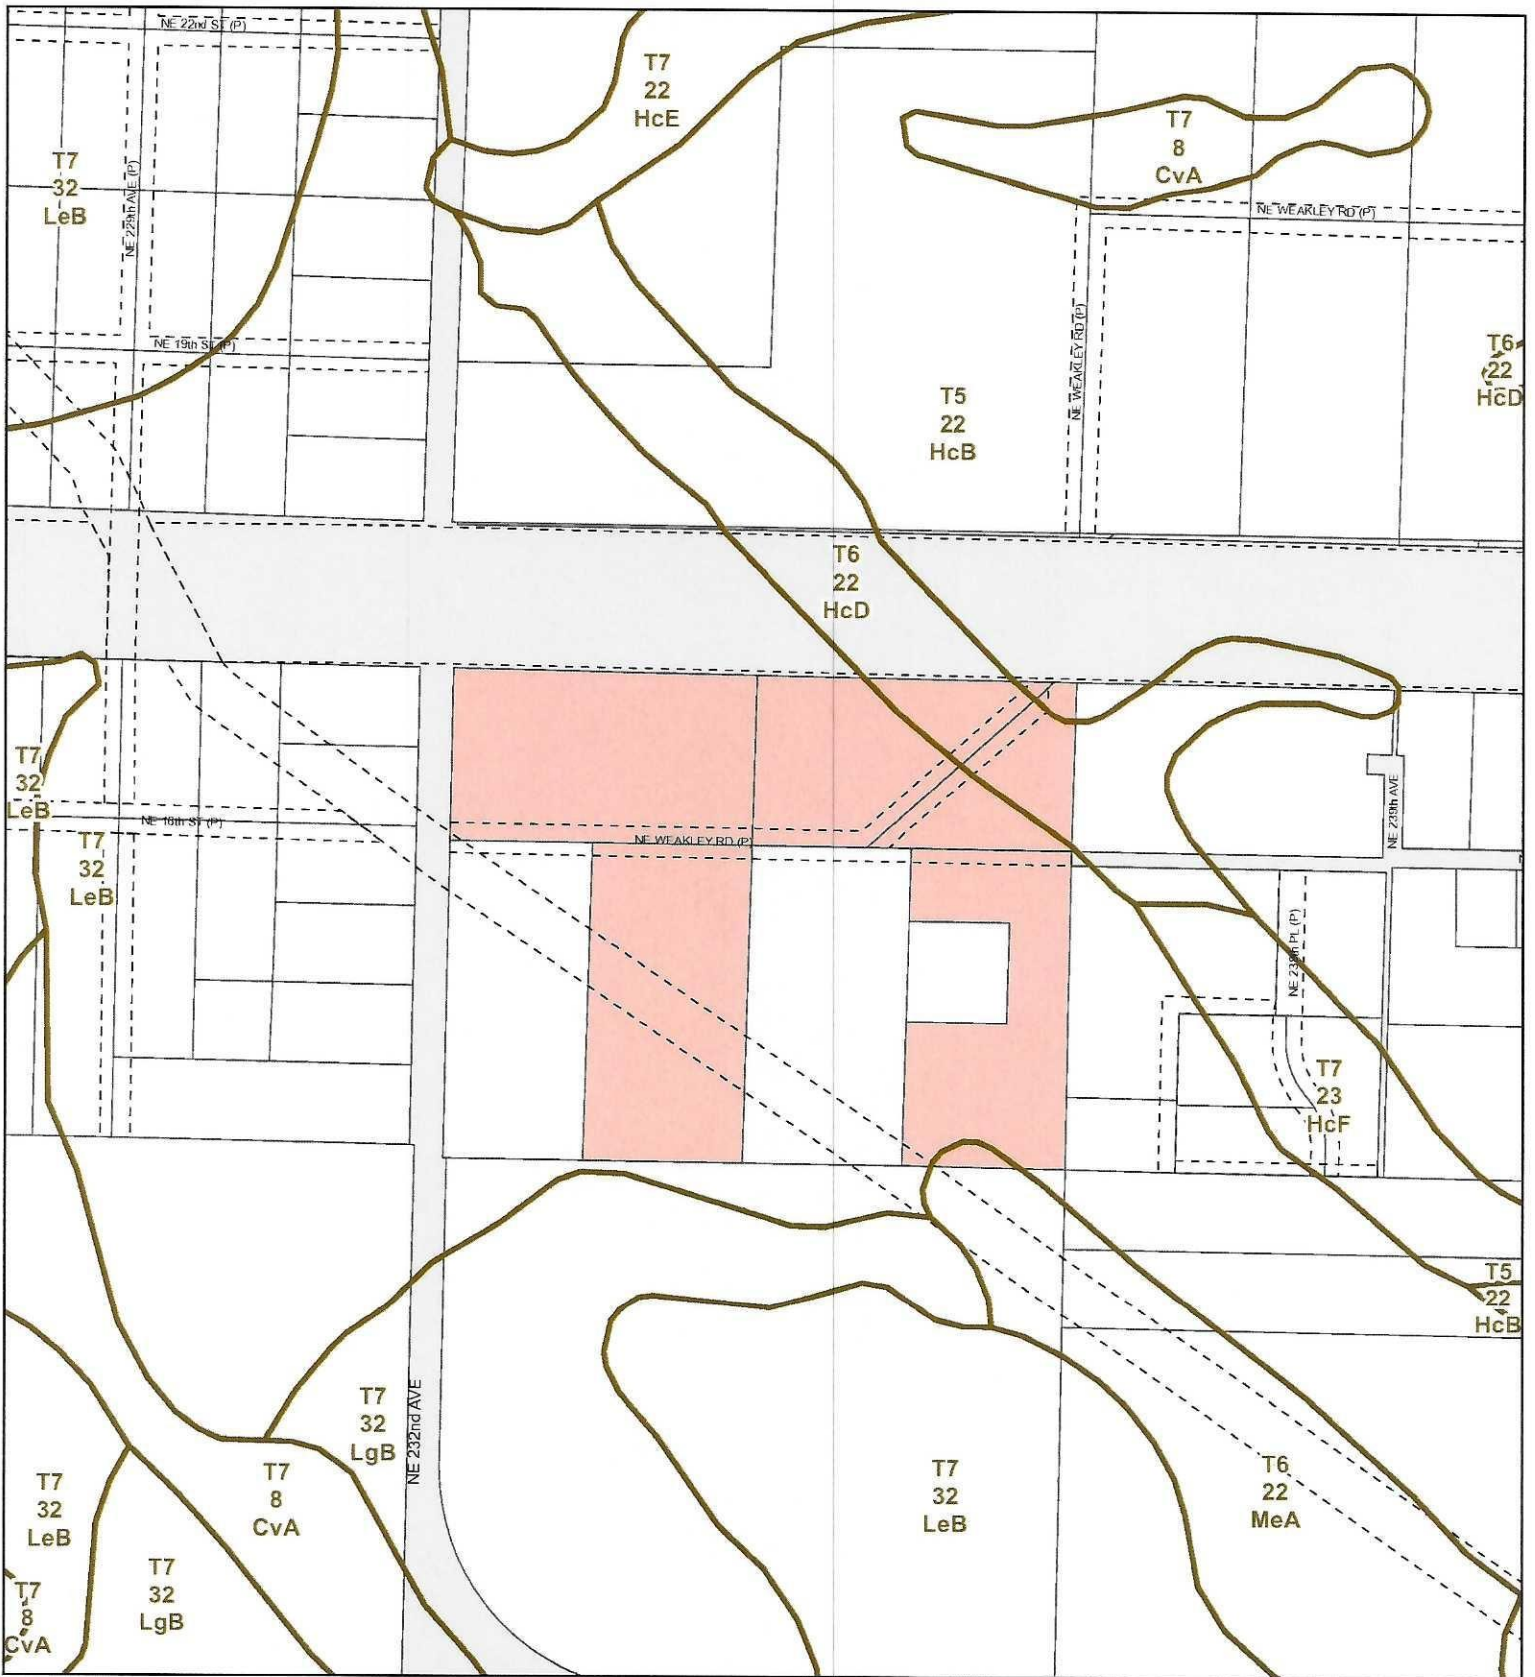 NE 22nd ST (P)
T7
22
HcE
T7
8
CvA
T7
32
LeB
NE 229th AVE (P)
NE WEAKLEY RD (P)
NE WEAKLEY RD (P)
NE 19th ST (P)
T6
22
HcD
T5
22
HcB
T6
22
HcD
T7
32
LeB
NE 16th ST (P)
NE WEAKLEY RD (P)
NE 239th AVE
T7
32
LeB
NE 238th PL (P)
T7
23
HcF
T5
22
HcB
T7
32
LgB
NE 232nd AVE
T7
8
CvA
T7
32
LeB
T6
22
MeA
T7
32
LeB
T7
32
LgB
T7
8
CvA